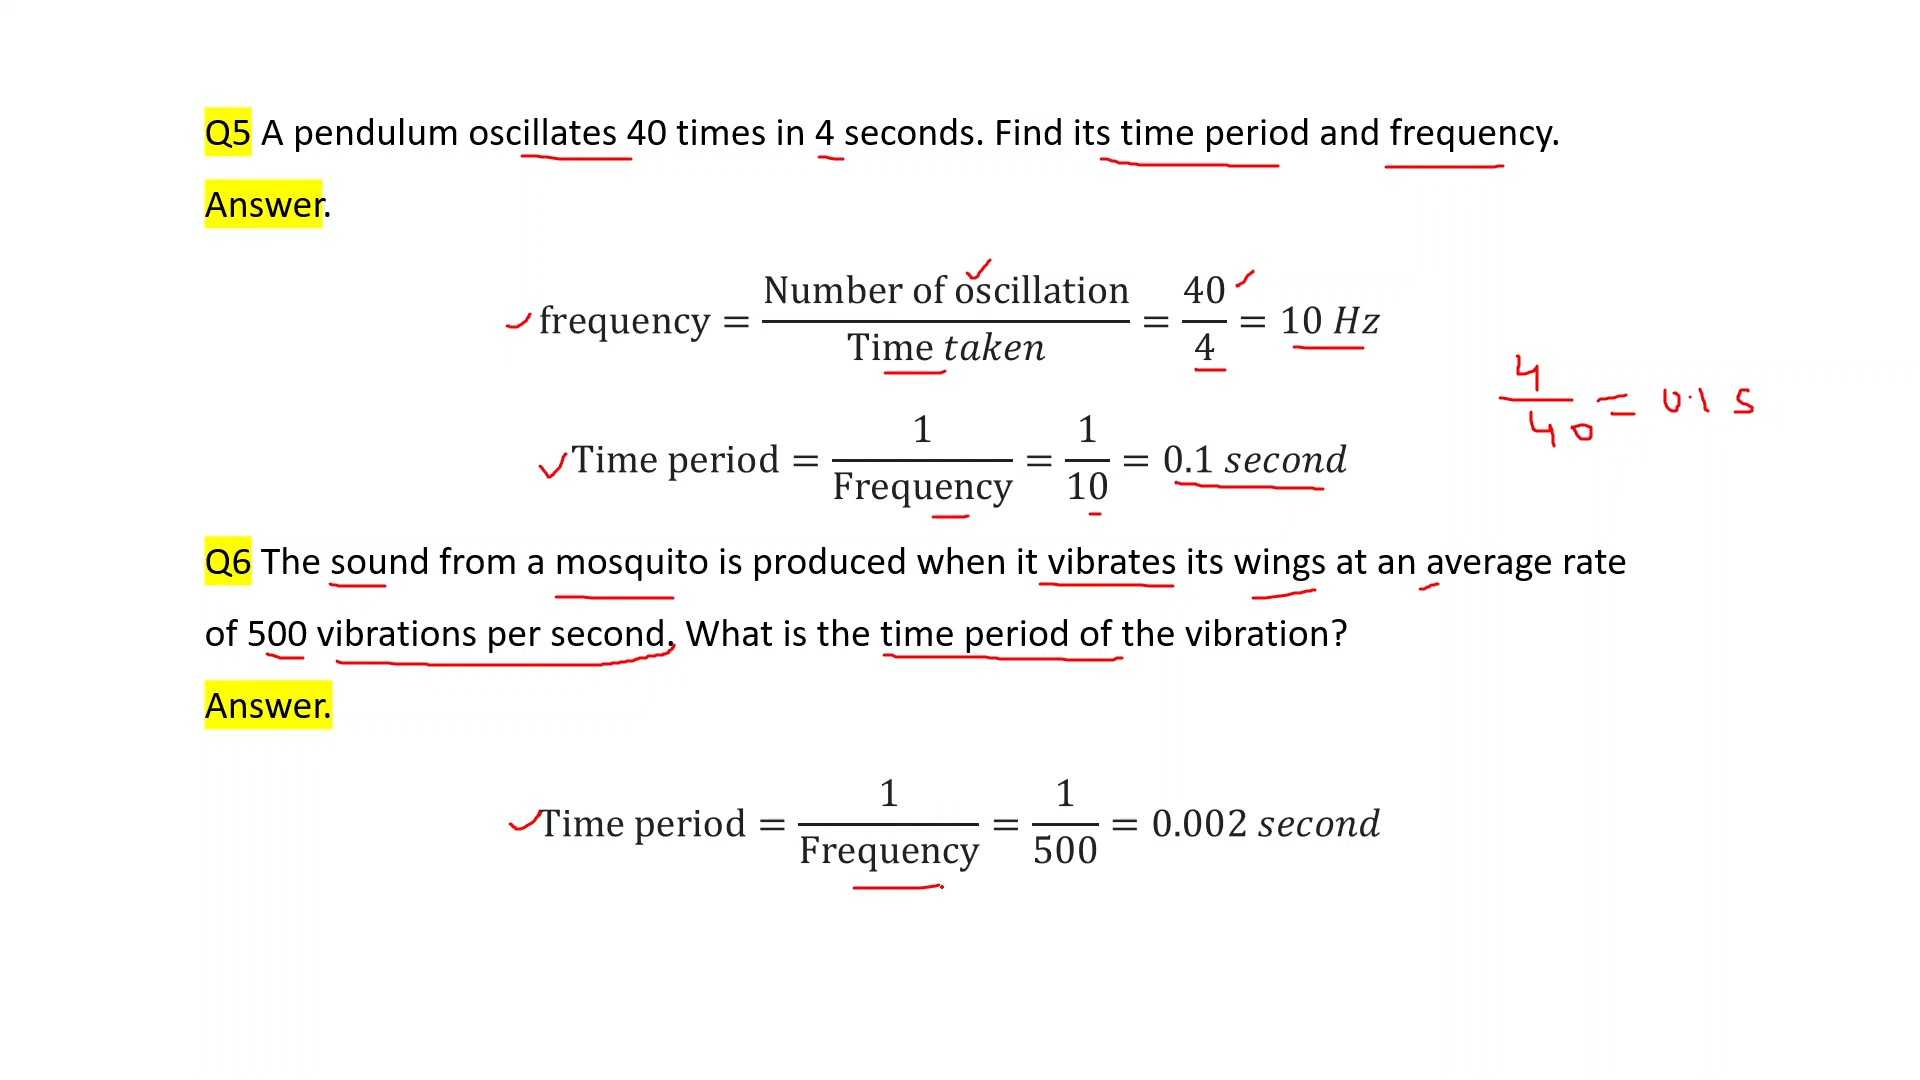 Q5 A pendulum oscillates 40 times in 4 seconds. Find its time period and frequency.
Answer.
frequency = Number of oscillation / Time taken = 40 / 4 = 10 Hz
4 / 40 = 0.1 s
Time period = 1 / Frequency = 1 / 10 = 0.1 second
Q6 The sound from a mosquito is produced when it vibrates its wings at an average rate
of 500 vibrations per second. What is the time period of the vibration?
Answer.
Time period = 1 / Frequency = 1 / 500 = 0.002 second